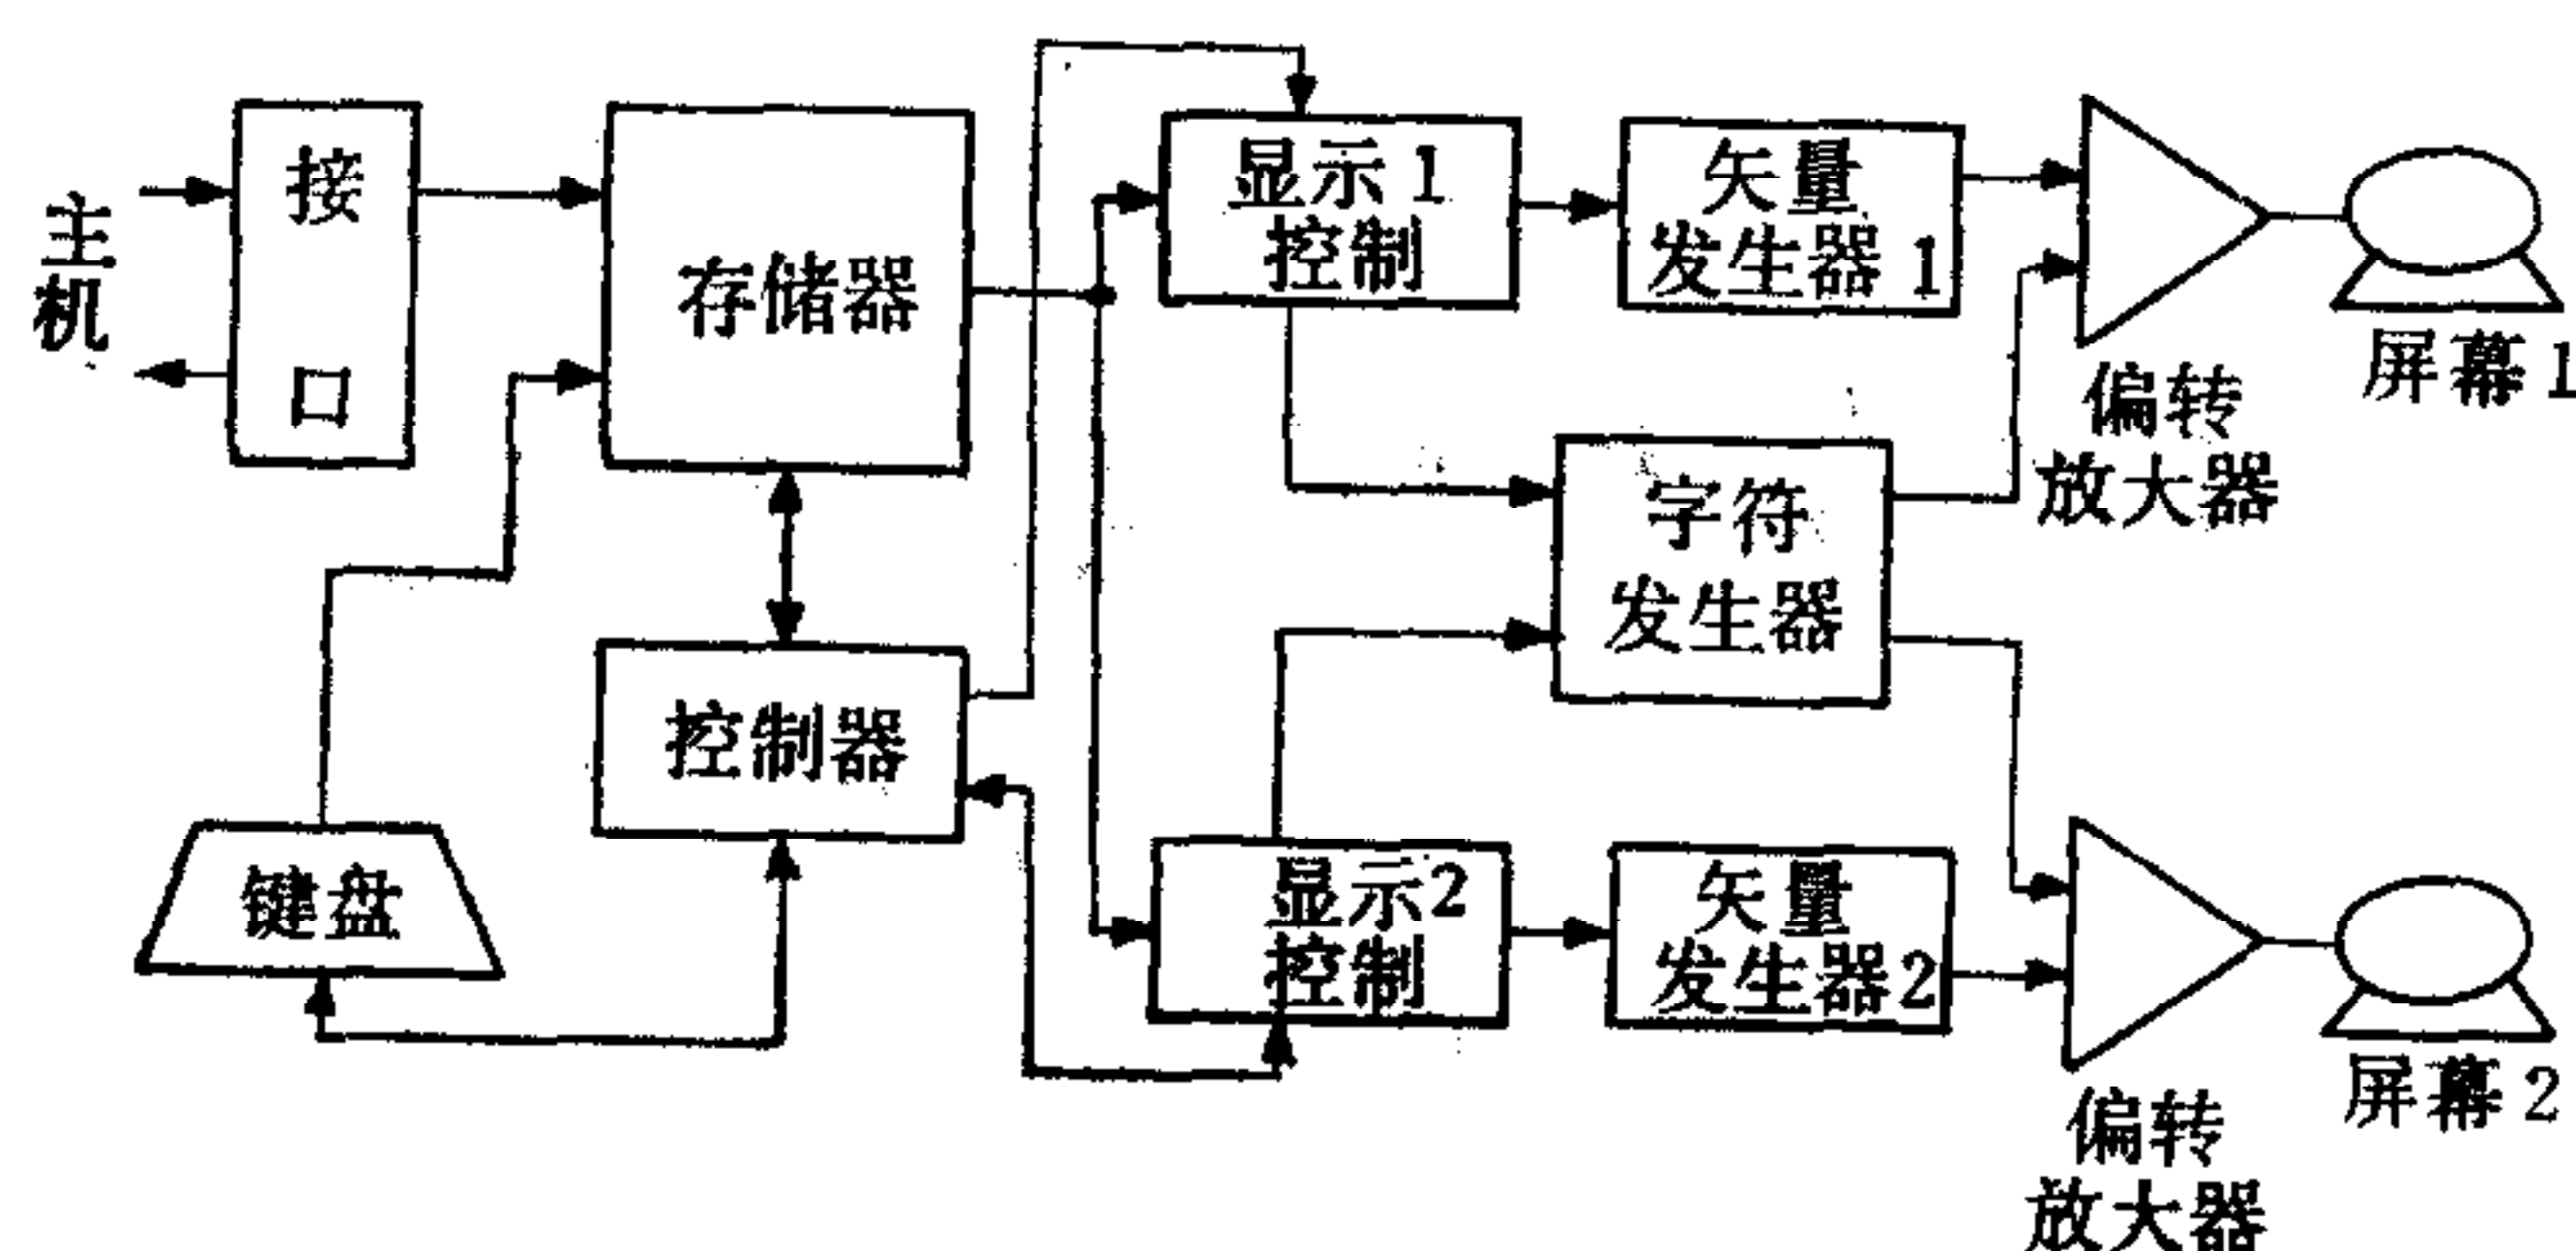 主机
接口
存储器
显示1
控制
矢量
发生器1
偏转
放大器
屏幕1
字符
发生器
控制器
键盘
显示2
控制
矢量
发生器2
偏转
放大器
屏幕2